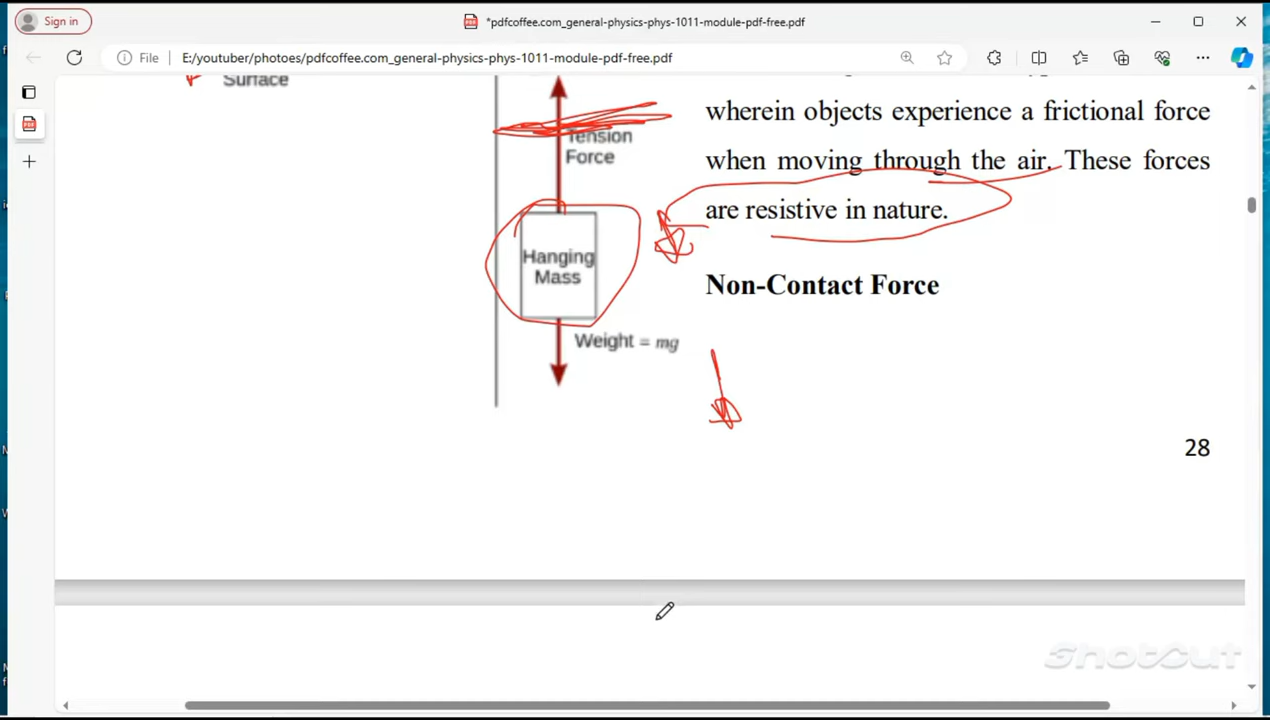 Sign in
*pdfcoffee.com_general-physics-phys-1011-module-pdf-free.pdf
File
E:/youtuber/photoes/pdfcoffee.com_general-physics-phys-1011-module-pdf-free.pdf
Surface
Tension
Force
Hanging
Mass
Weight = mg
wherein objects experience a frictional force
when moving through the air. These forces
are resistive in nature.
Non-Contact Force
28
ShotCut